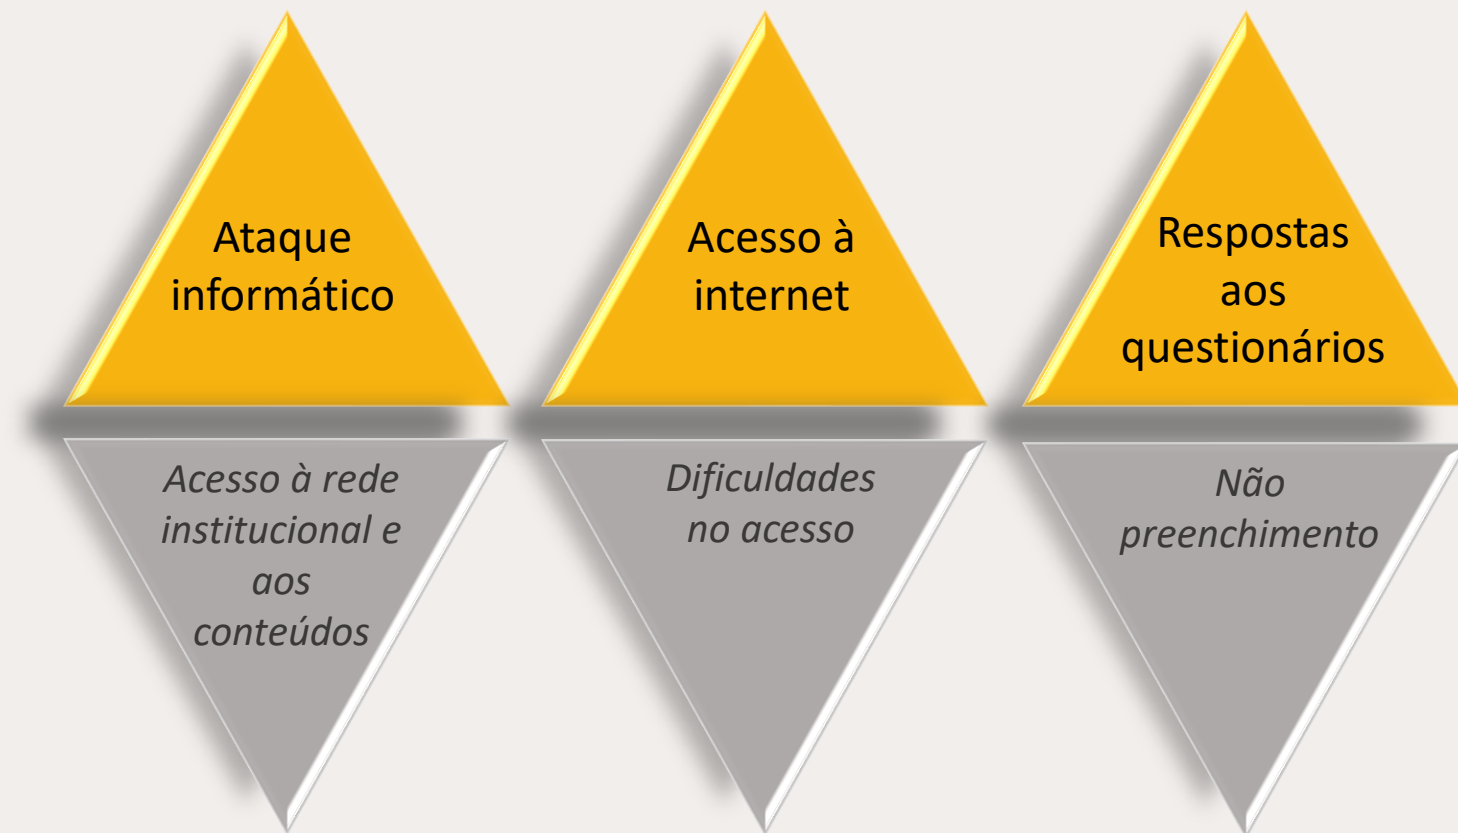 Ataque
informático
Acesso à
internet
Respostas
aos
questionários
Acesso à rede
institucional e
aos
conteúdos
Dificuldades
no acesso
Não
preenchimento